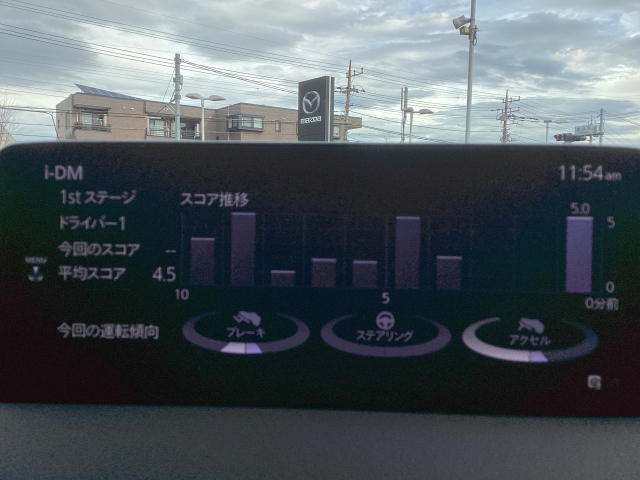 mazda
i-DM
11:54am
1st ステージ
スコア推移
ドライバー1
5.0
5
今回のスコア --
MENU
平均スコア 4.5
0
10
5
0分前
今回の運転傾向
ブレーキ
ステアリング
アクセル